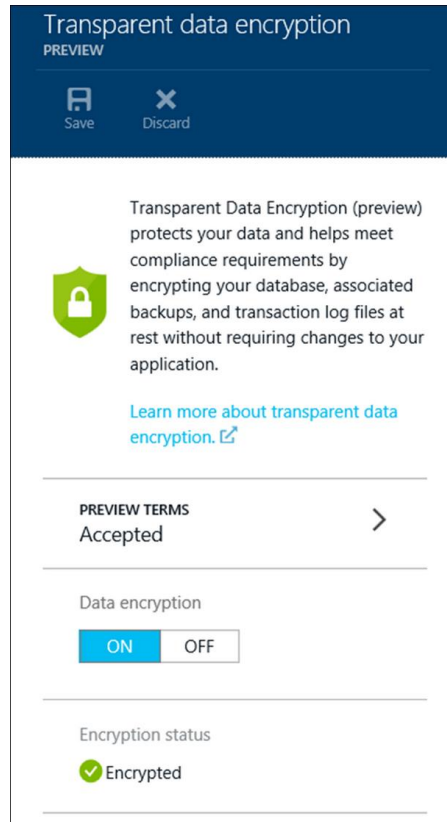 Transparent data encryption
PREVIEW
Save
Discard
Transparent Data Encryption (preview)
protects your data and helps meet
compliance requirements by
encrypting your database, associated
backups, and transaction log files at
rest without requiring changes to your
application.
Learn more about transparent data
encryption.
PREVIEW TERMS
Accepted
Data encryption
ON
OFF
Encryption status
Encrypted